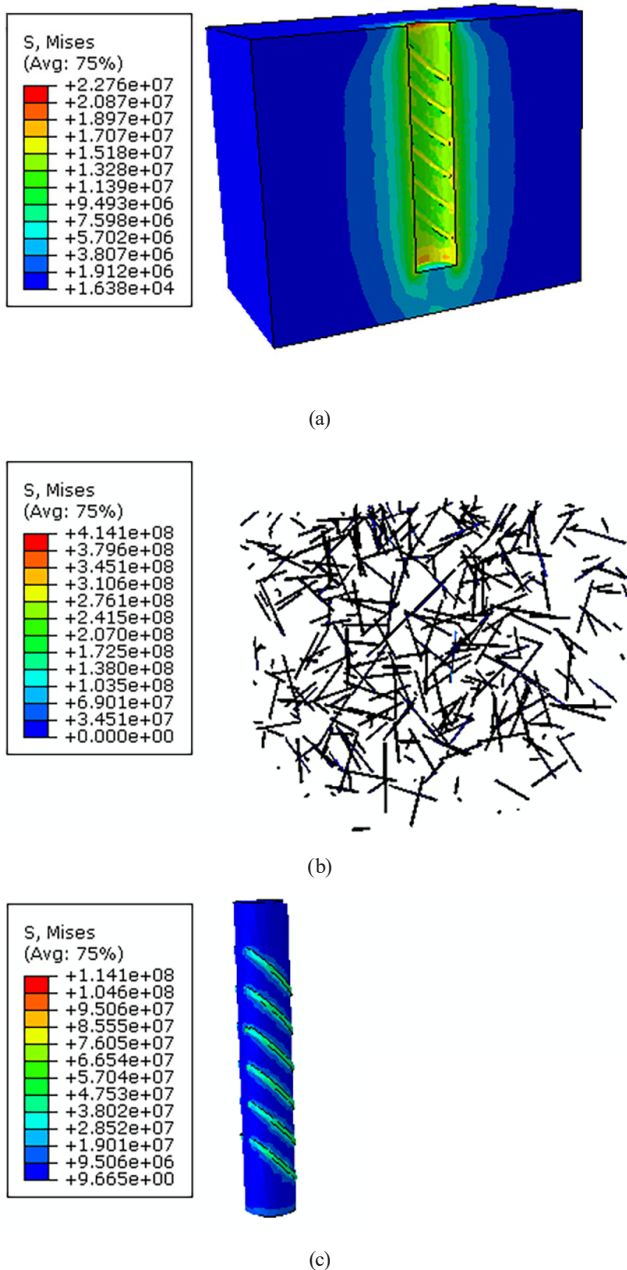 S, Mises
(Avg: 75%)
+2.276e+07
+2.087e+07
+1.897e+07
+1.707e+07
+1.518e+07
+1.328e+07
+1.139e+07
+9.493e+06
+7.598e+06
+5.702e+06
+3.807e+06
+1.912e+06
+1.638e+04
(a)
S, Mises
(Avg: 75%)
+4.141e+08
+3.796e+08
+3.451e+08
+3.106e+08
+2.761e+08
+2.415e+08
+2.070e+08
+1.725e+08
+1.380e+08
+1.035e+08
+6.901e+07
+3.451e+07
+0.000e+00
(b)
S, Mises
(Avg: 75%)
+1.141e+08
+1.046e+08
+9.506e+07
+8.555e+07
+7.605e+07
+6.654e+07
+5.704e+07
+4.753e+07
+3.802e+07
+2.852e+07
+1.901e+07
+9.506e+06
+9.665e+00
(c)